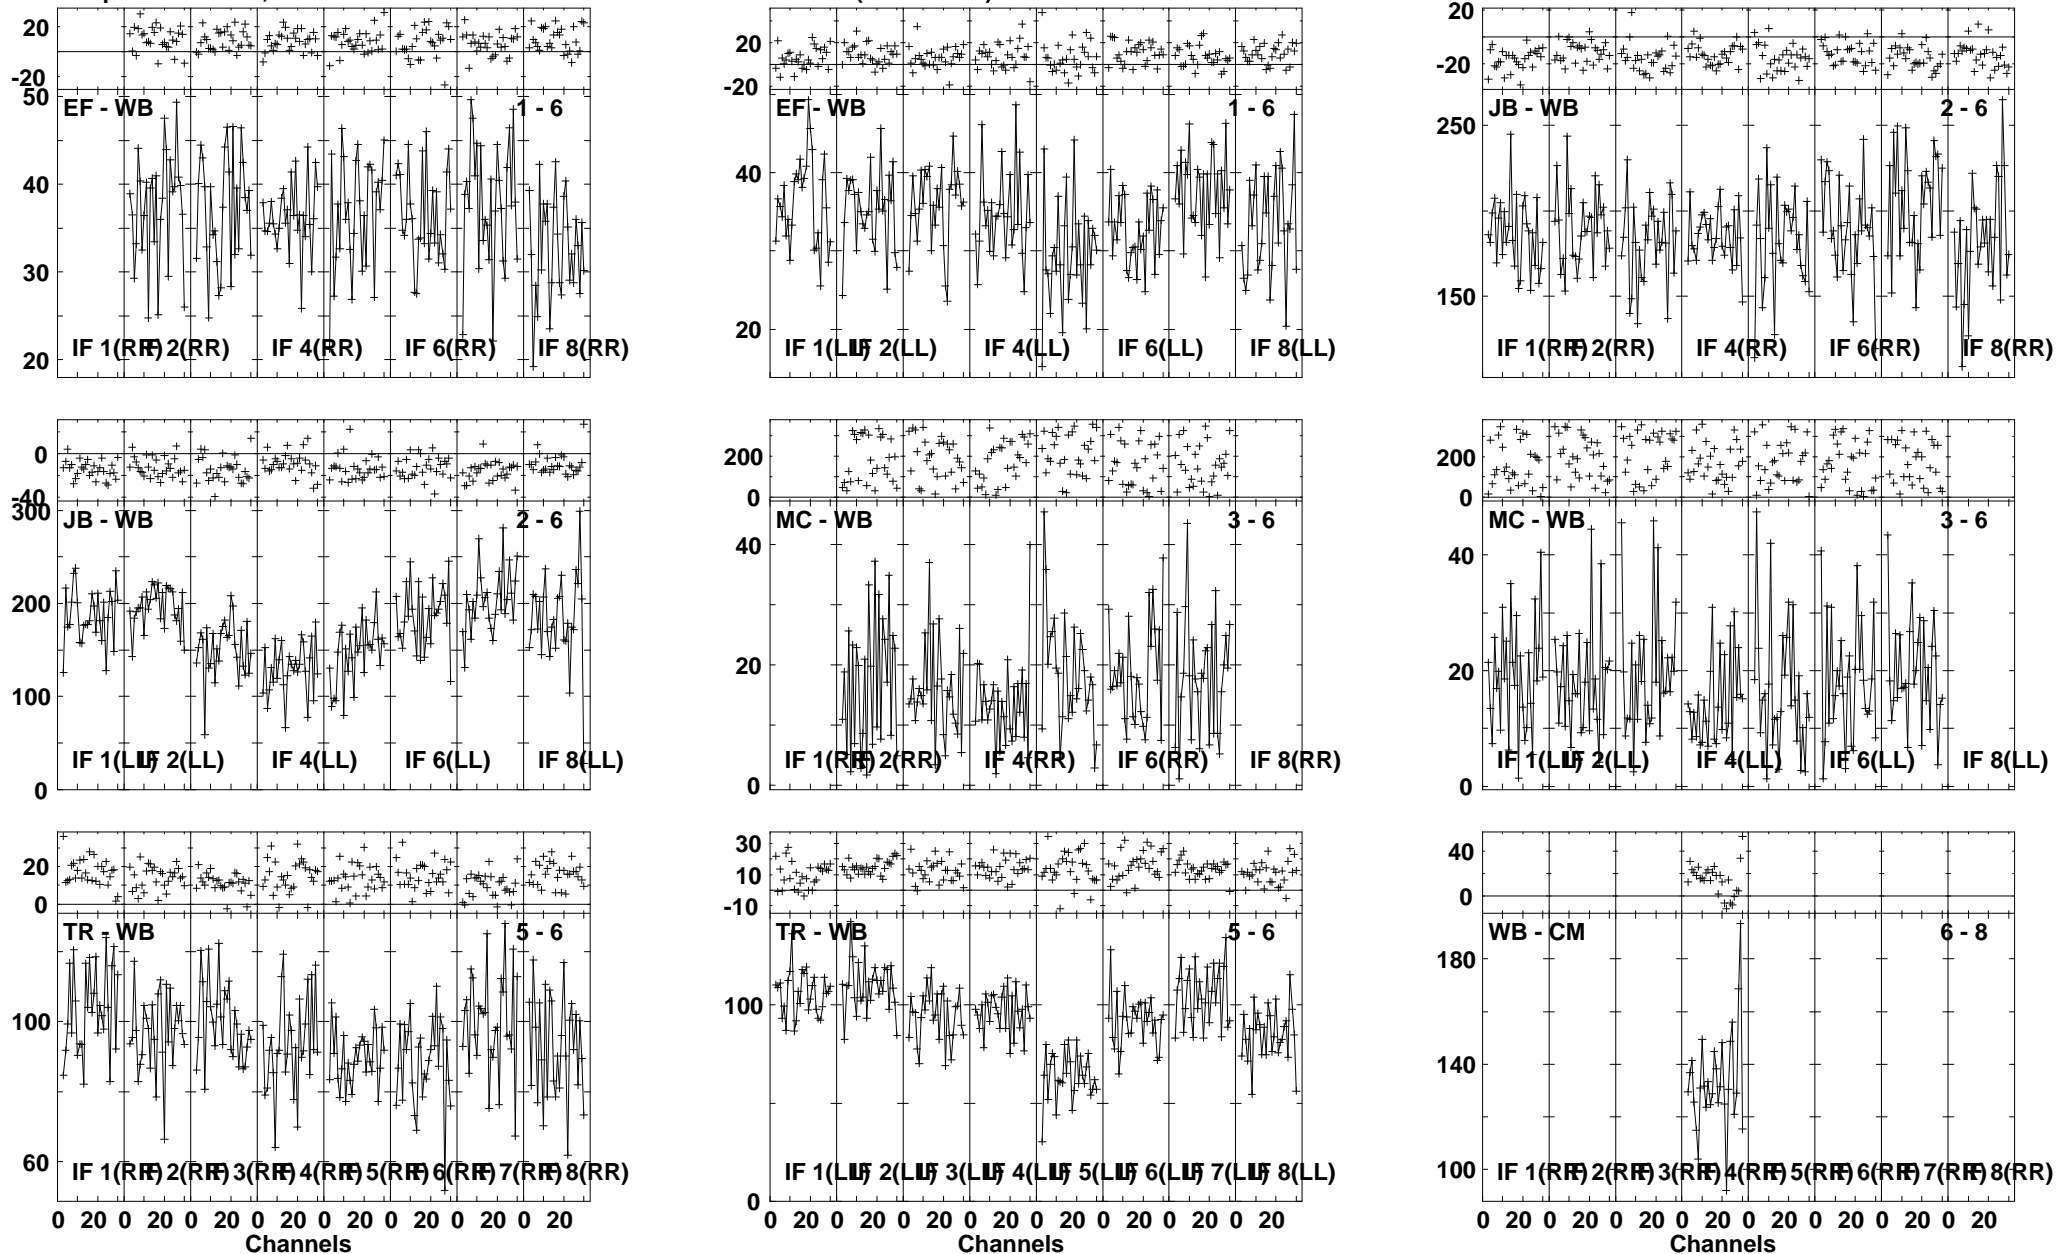 20
-20
50
EF - WB 1 - 6
40
30
20
IF 1(RR) IF 2(RR) IF 4(RR) IF 6(RR) IF 8(RR)
20
-20
EF - WB 1 - 6
40
20
IF 1(LL) IF 2(LL) IF 4(LL) IF 6(LL) IF 8(LL)
20
-20
JB - WB 2 - 6
250
150
IF 1(RR) IF 2(RR) IF 4(RR) IF 6(RR) IF 8(RR)
0
-40
300
JB - WB 2 - 6
200
100
IF 1(LL) IF 2(LL) IF 4(LL) IF 6(LL) IF 8(LL)
0
200
0
MC - WB 3 - 6
40
20
IF 1(RR) IF 2(RR) IF 4(RR) IF 6(RR) IF 8(RR)
0
200
0
MC - WB 3 - 6
40
20
IF 1(LL) IF 2(LL) IF 4(LL) IF 6(LL) IF 8(LL)
0
20
0
TR - WB 5 - 6
100
60
IF 1(RR) IF 2(RR) IF 3(RR) IF 4(RR) IF 5(RR) IF 6(RR) IF 7(RR) IF 8(RR)
0 20 0 20 0 20 0 20 0 20 0 20 0 20 0 20
Channels
30
10
-10
TR - WB 5 - 6
100
IF 1(LL) IF 2(LL) IF 3(LL) IF 4(LL) IF 5(LL) IF 6(LL) IF 7(LL) IF 8(LL)
0
0 20 0 20 0 20 0 20 0 20 0 20 0 20 0 20
Channels
40
0
WB - CM 6 - 8
180
140
100
IF 1(RR) IF 2(RR) IF 3(RR) IF 4(RR) IF 5(RR) IF 6(RR) IF 7(RR) IF 8(RR)
0 20 0 20 0 20 0 20 0 20 0 20 0 20 0 20
Channels